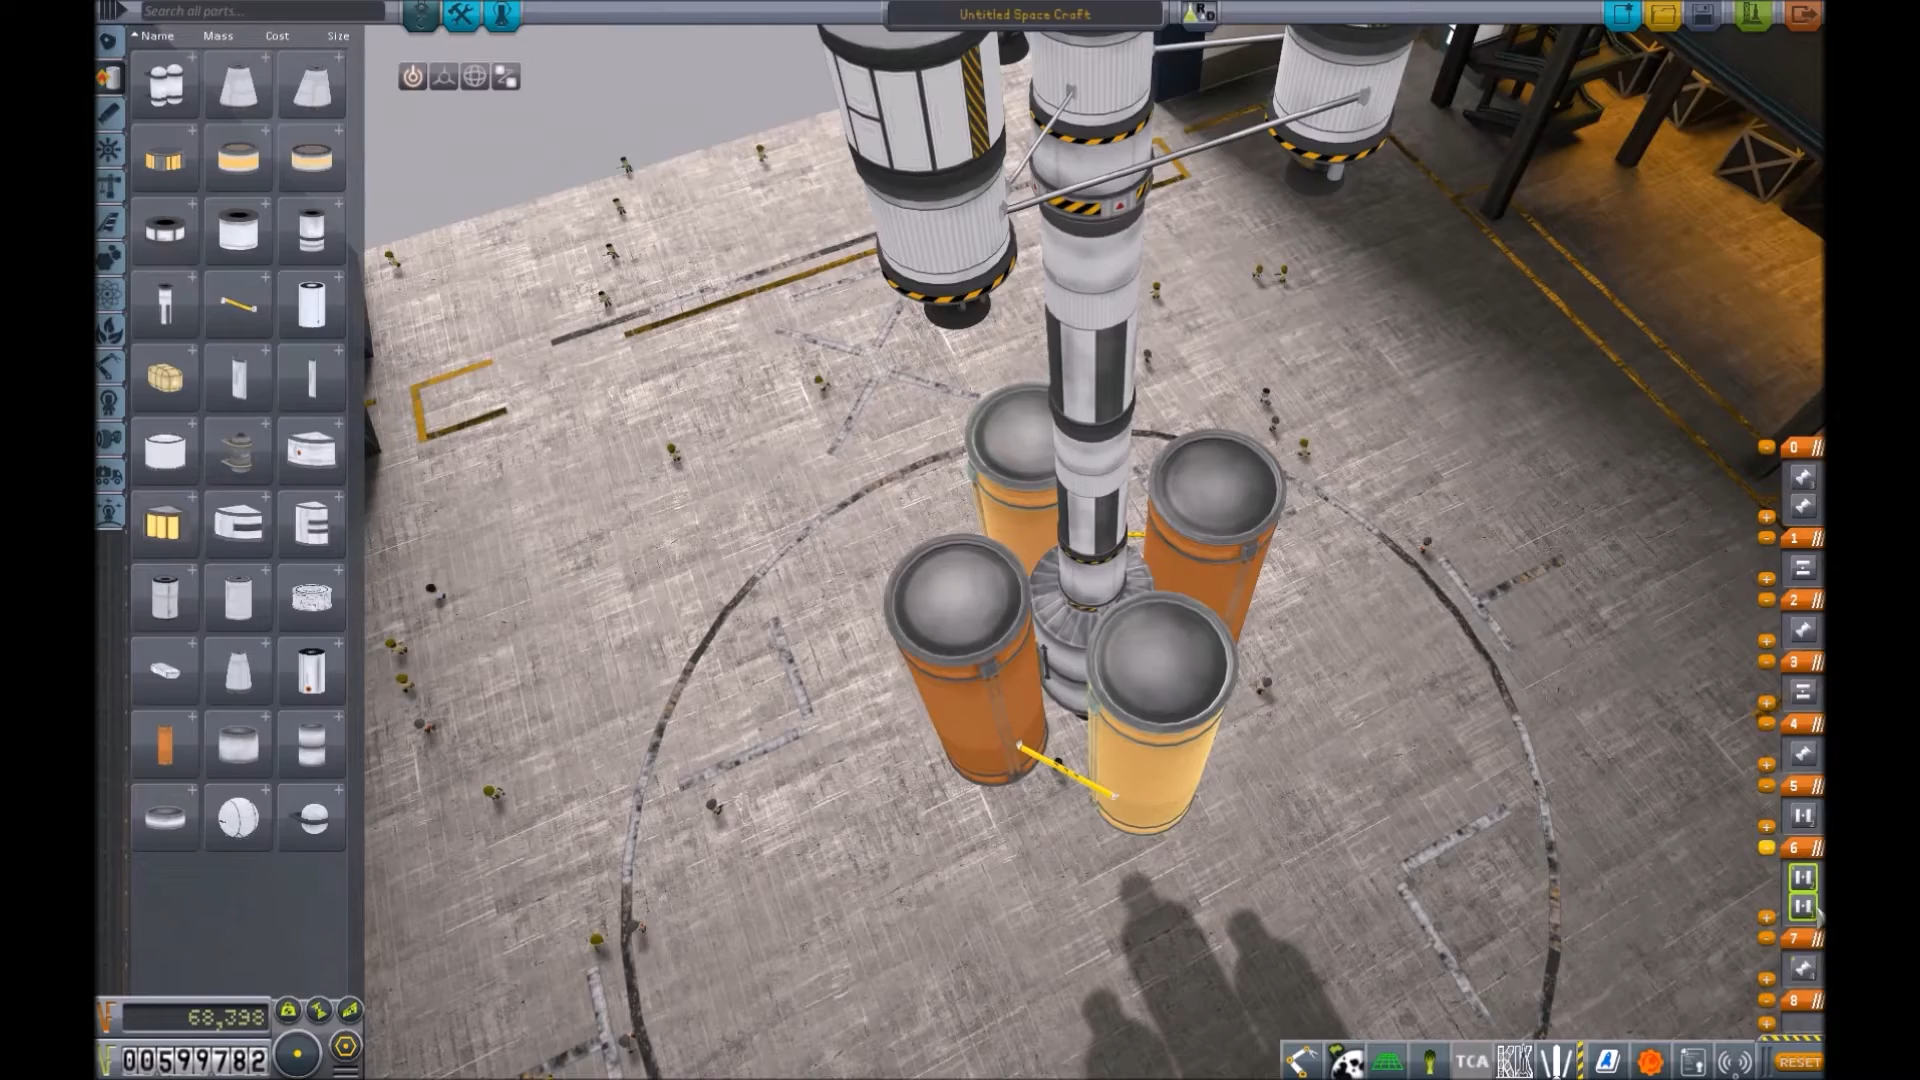 Search all parts...
Untitled Space Craft
R&D
Name Mass Cost Size
0
1
2
3
4
5
6
7
8
68,398
00599782
TCA
RESET